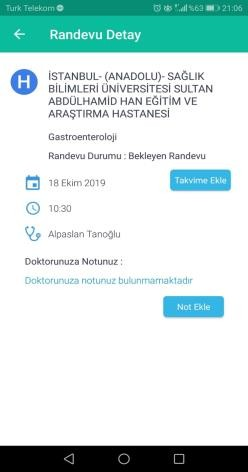 Turk Telekom
%63 21:06
Randevu Detay
H
İSTANBUL- (ANADOLU)- SAĞLIK
BİLİMLERİ ÜNİVERSİTESİ SULTAN
ABDÜLHAMİD HAN EĞİTİM VE
ARAŞTIRMA HASTANESİ
Gastroenteroloji
Randevu Durumu : Bekleyen Randevu
18 Ekim 2019
Takvime Ekle
10:30
Alpaslan Tanoğlu
Doktorunuza Notunuz :
Doktorunuza notunuz bulunmamaktadır
Not Ekle